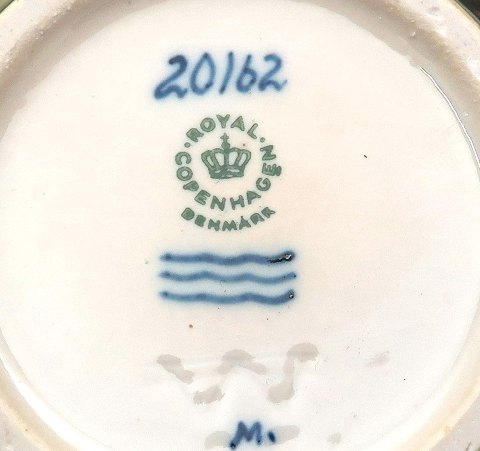 20162
ROYAL COPENHAGEN
DENMARK
M.